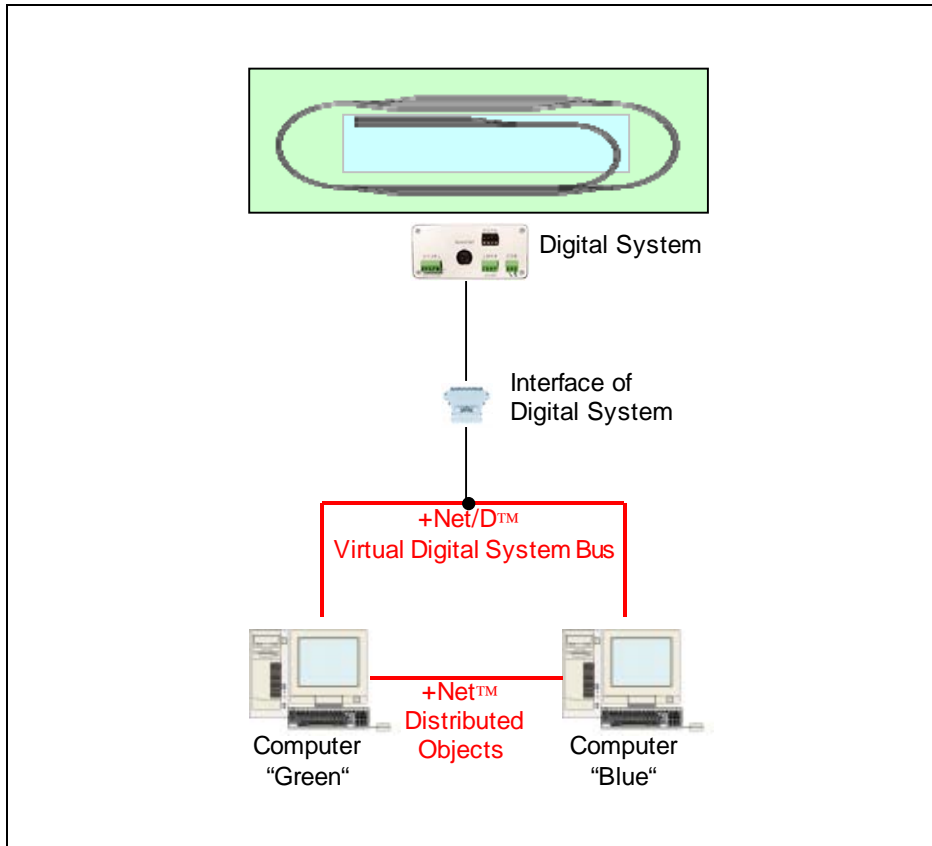 Digital System
Interface of
Digital System
+Net/D™
Virtual Digital System Bus
+Net™
Distributed
Objects
Computer
“Green“
Computer
“Blue“